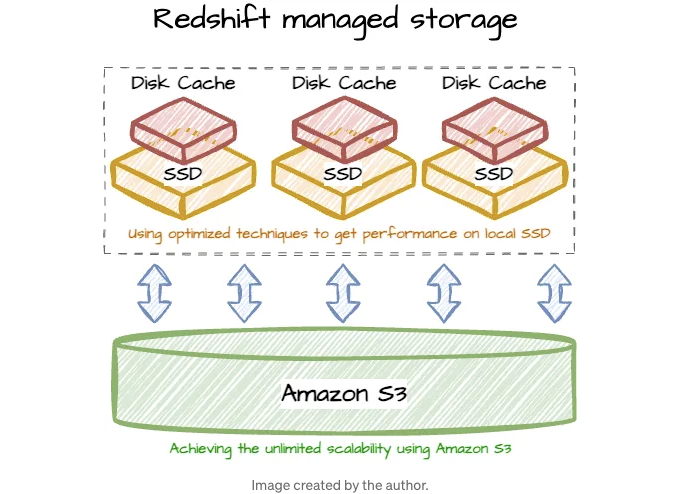 Redshift managed storage
Disk Cache Disk Cache Disk Cache
SSD SSD SSD
Using optimized techniques to get performance on local SSD
Amazon S3
Achieving the unlimited scalability using Amazon S3
Image created by the author.